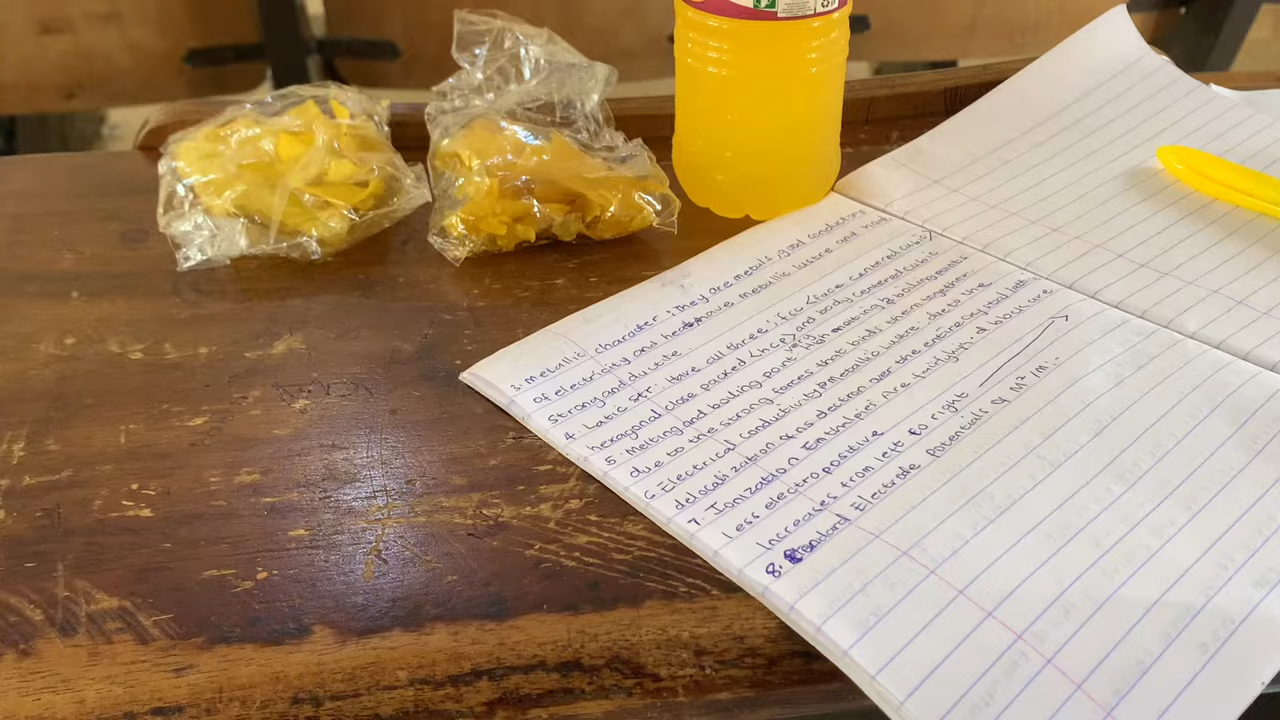 3. Metallic character ; They are metals, good conductors
of electricity and heat, have metallic lustre and hard
strong and ductile
4. Latic str : Have all three ; fcc <face centered cubic>
hexagonal close packed <hcp> and body centered cubic
5. Melting and boiling point. very High melting & boiling points
due to the strong forces that binds them together
6. Electrical conductivity & metallic lustre, due to the
delocalization of ns electron over the entire crystal
7. Ionization Enthalpies Are fairly high. d block are
less electropositive
Increases from left to right
8. Standard Electrode Potentials of M²⁺/M:-